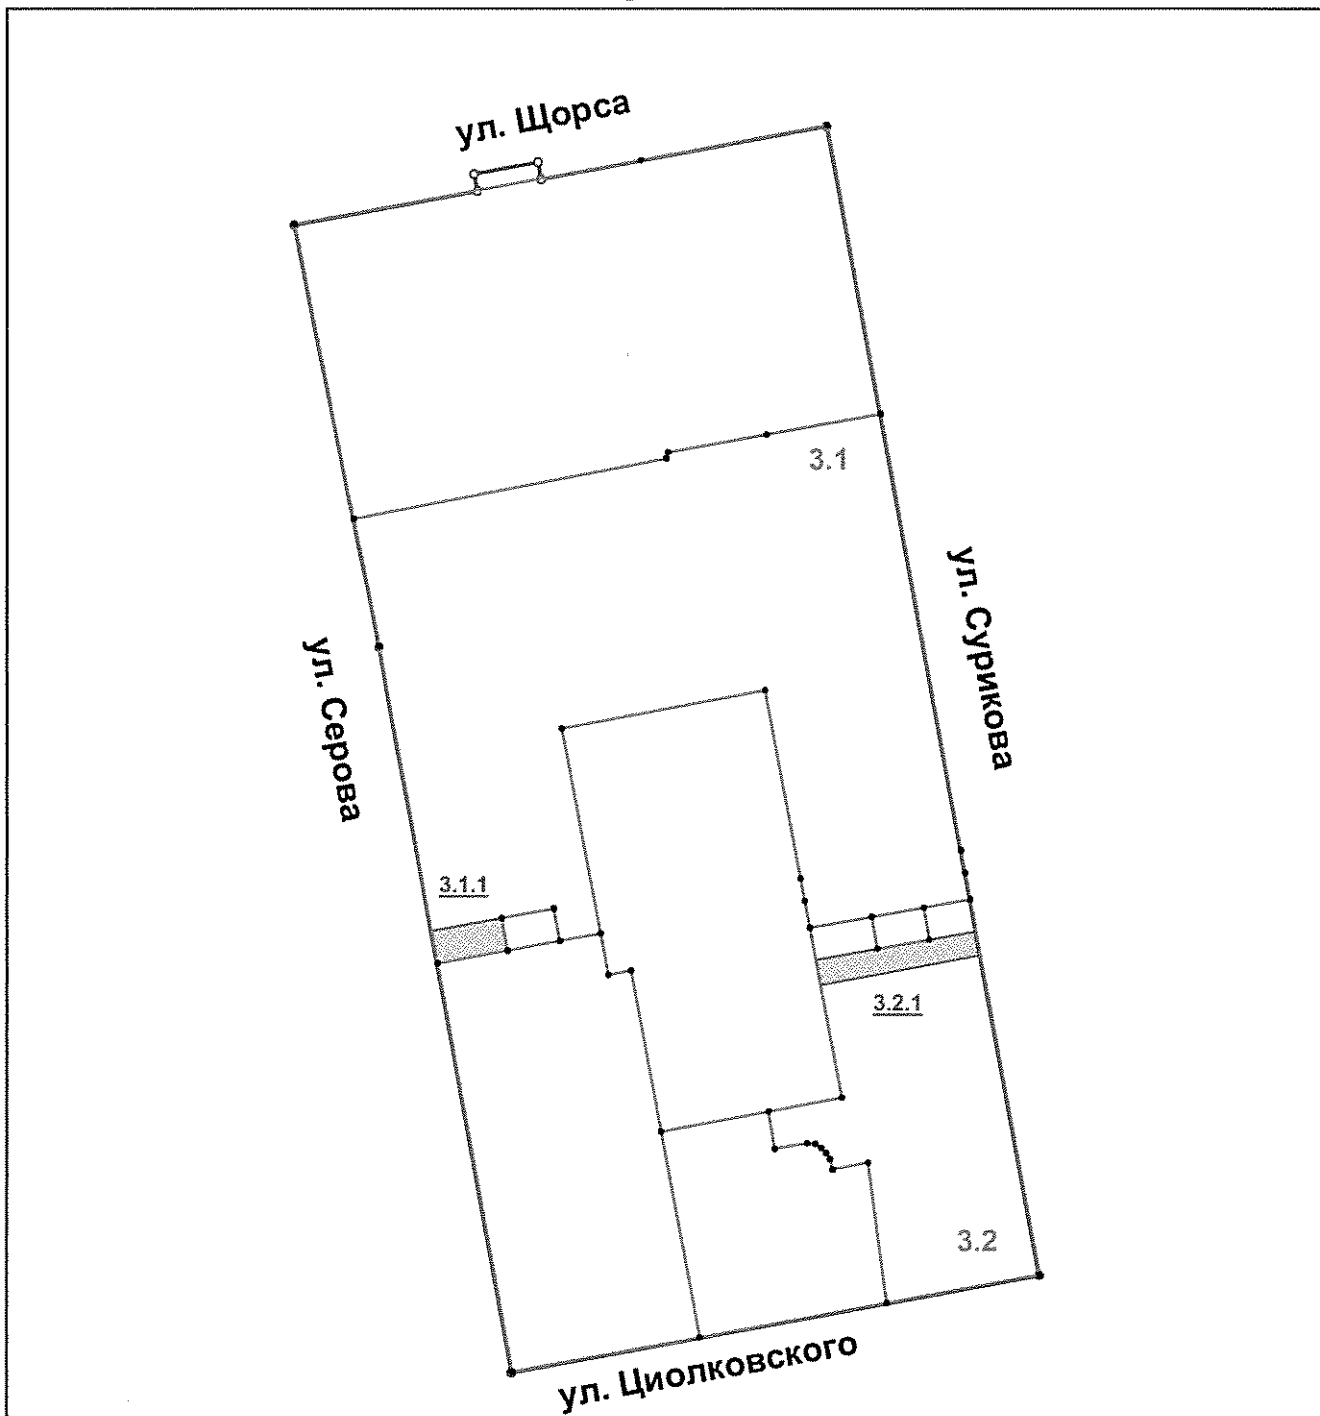 ул. Щорса
3.1
ул. Сурикова
ул. Серова
3.1.1
3.2.1
3.2
ул. Циолковского